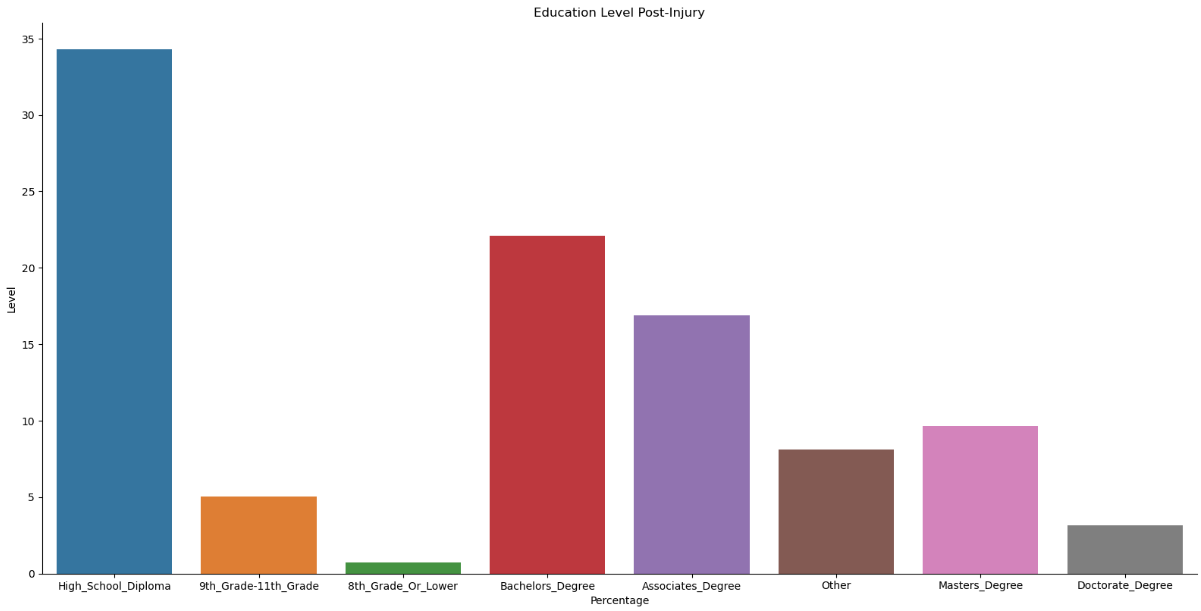 Education Level Post-Injury
35
30
25
20
15
10
5
0
Level
High_School_Diploma 9th_Grade-11th_Grade 8th_Grade_Or_Lower Bachelors_Degree Associates_Degree Other Masters_Degree Doctorate_Degree
Percentage